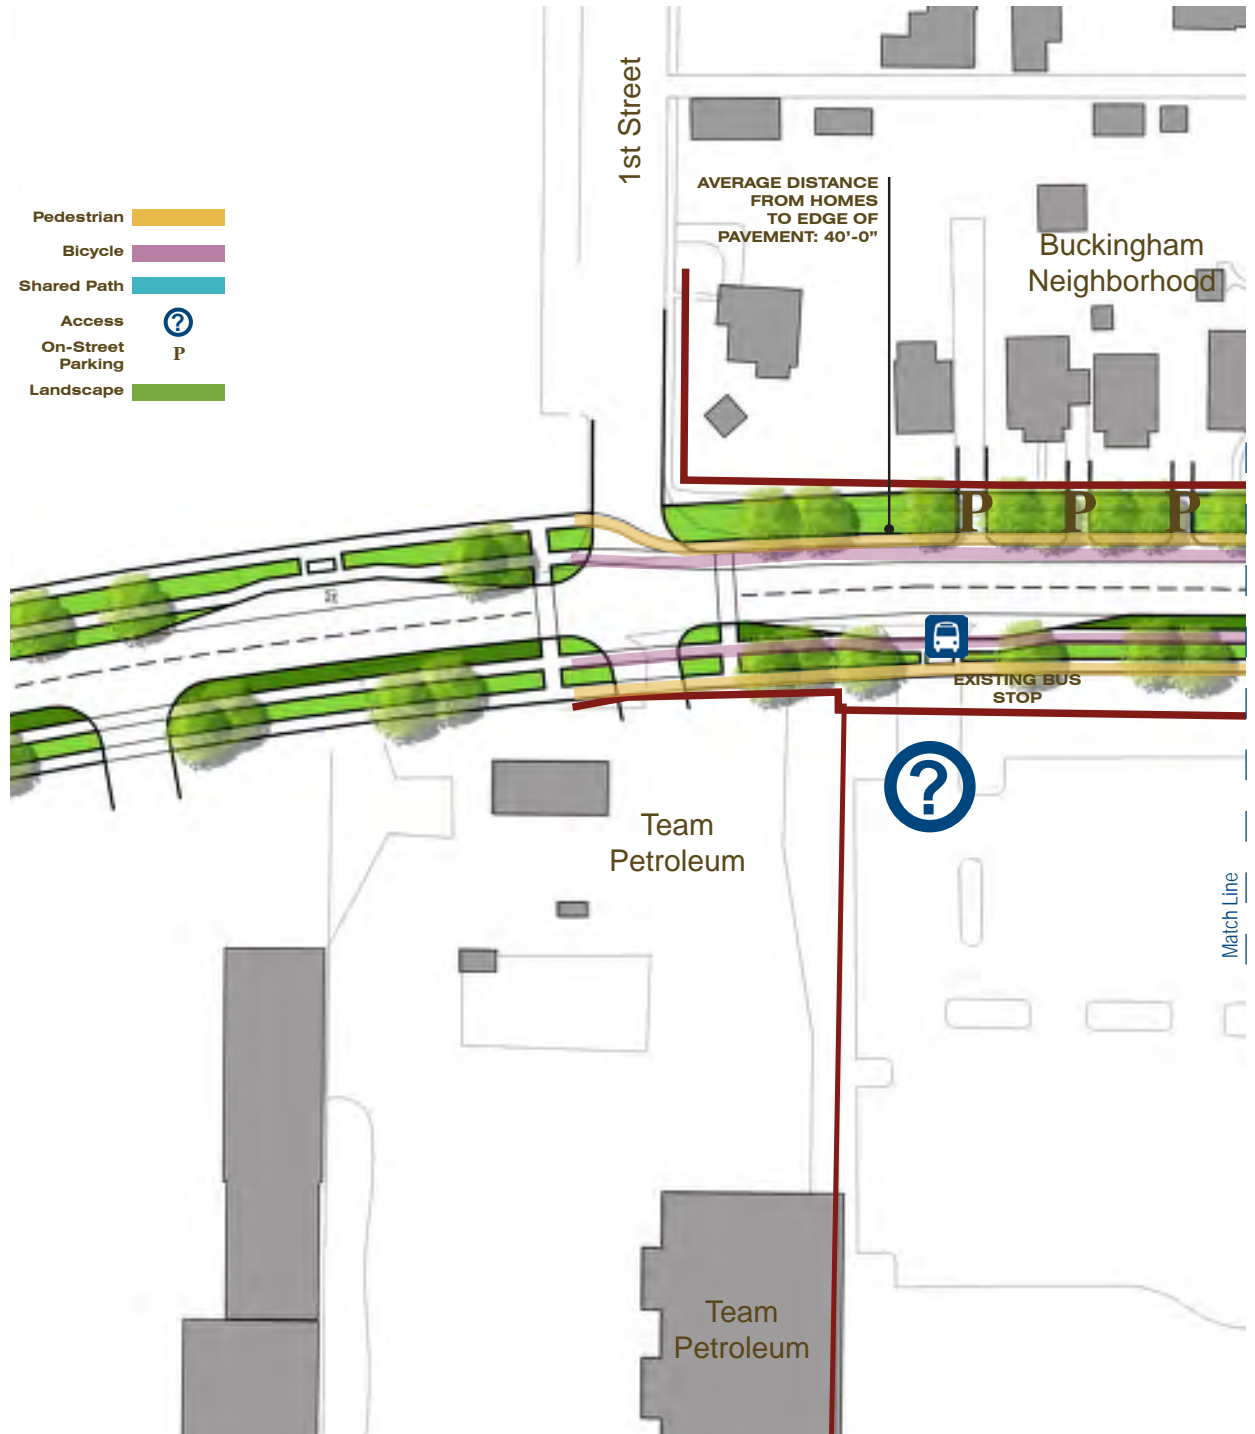 1st Street
AVERAGE DISTANCE
FROM HOMES
TO EDGE OF
PAVEMENT: 40'-0"
Buckingham
Neighborhood
Pedestrian
Bicycle
Shared Path
Access
?
On-Street
Parking
P
Landscape
P
P
P
EXISTING BUS
STOP
?
Team
Petroleum
Match Line
Team
Petroleum